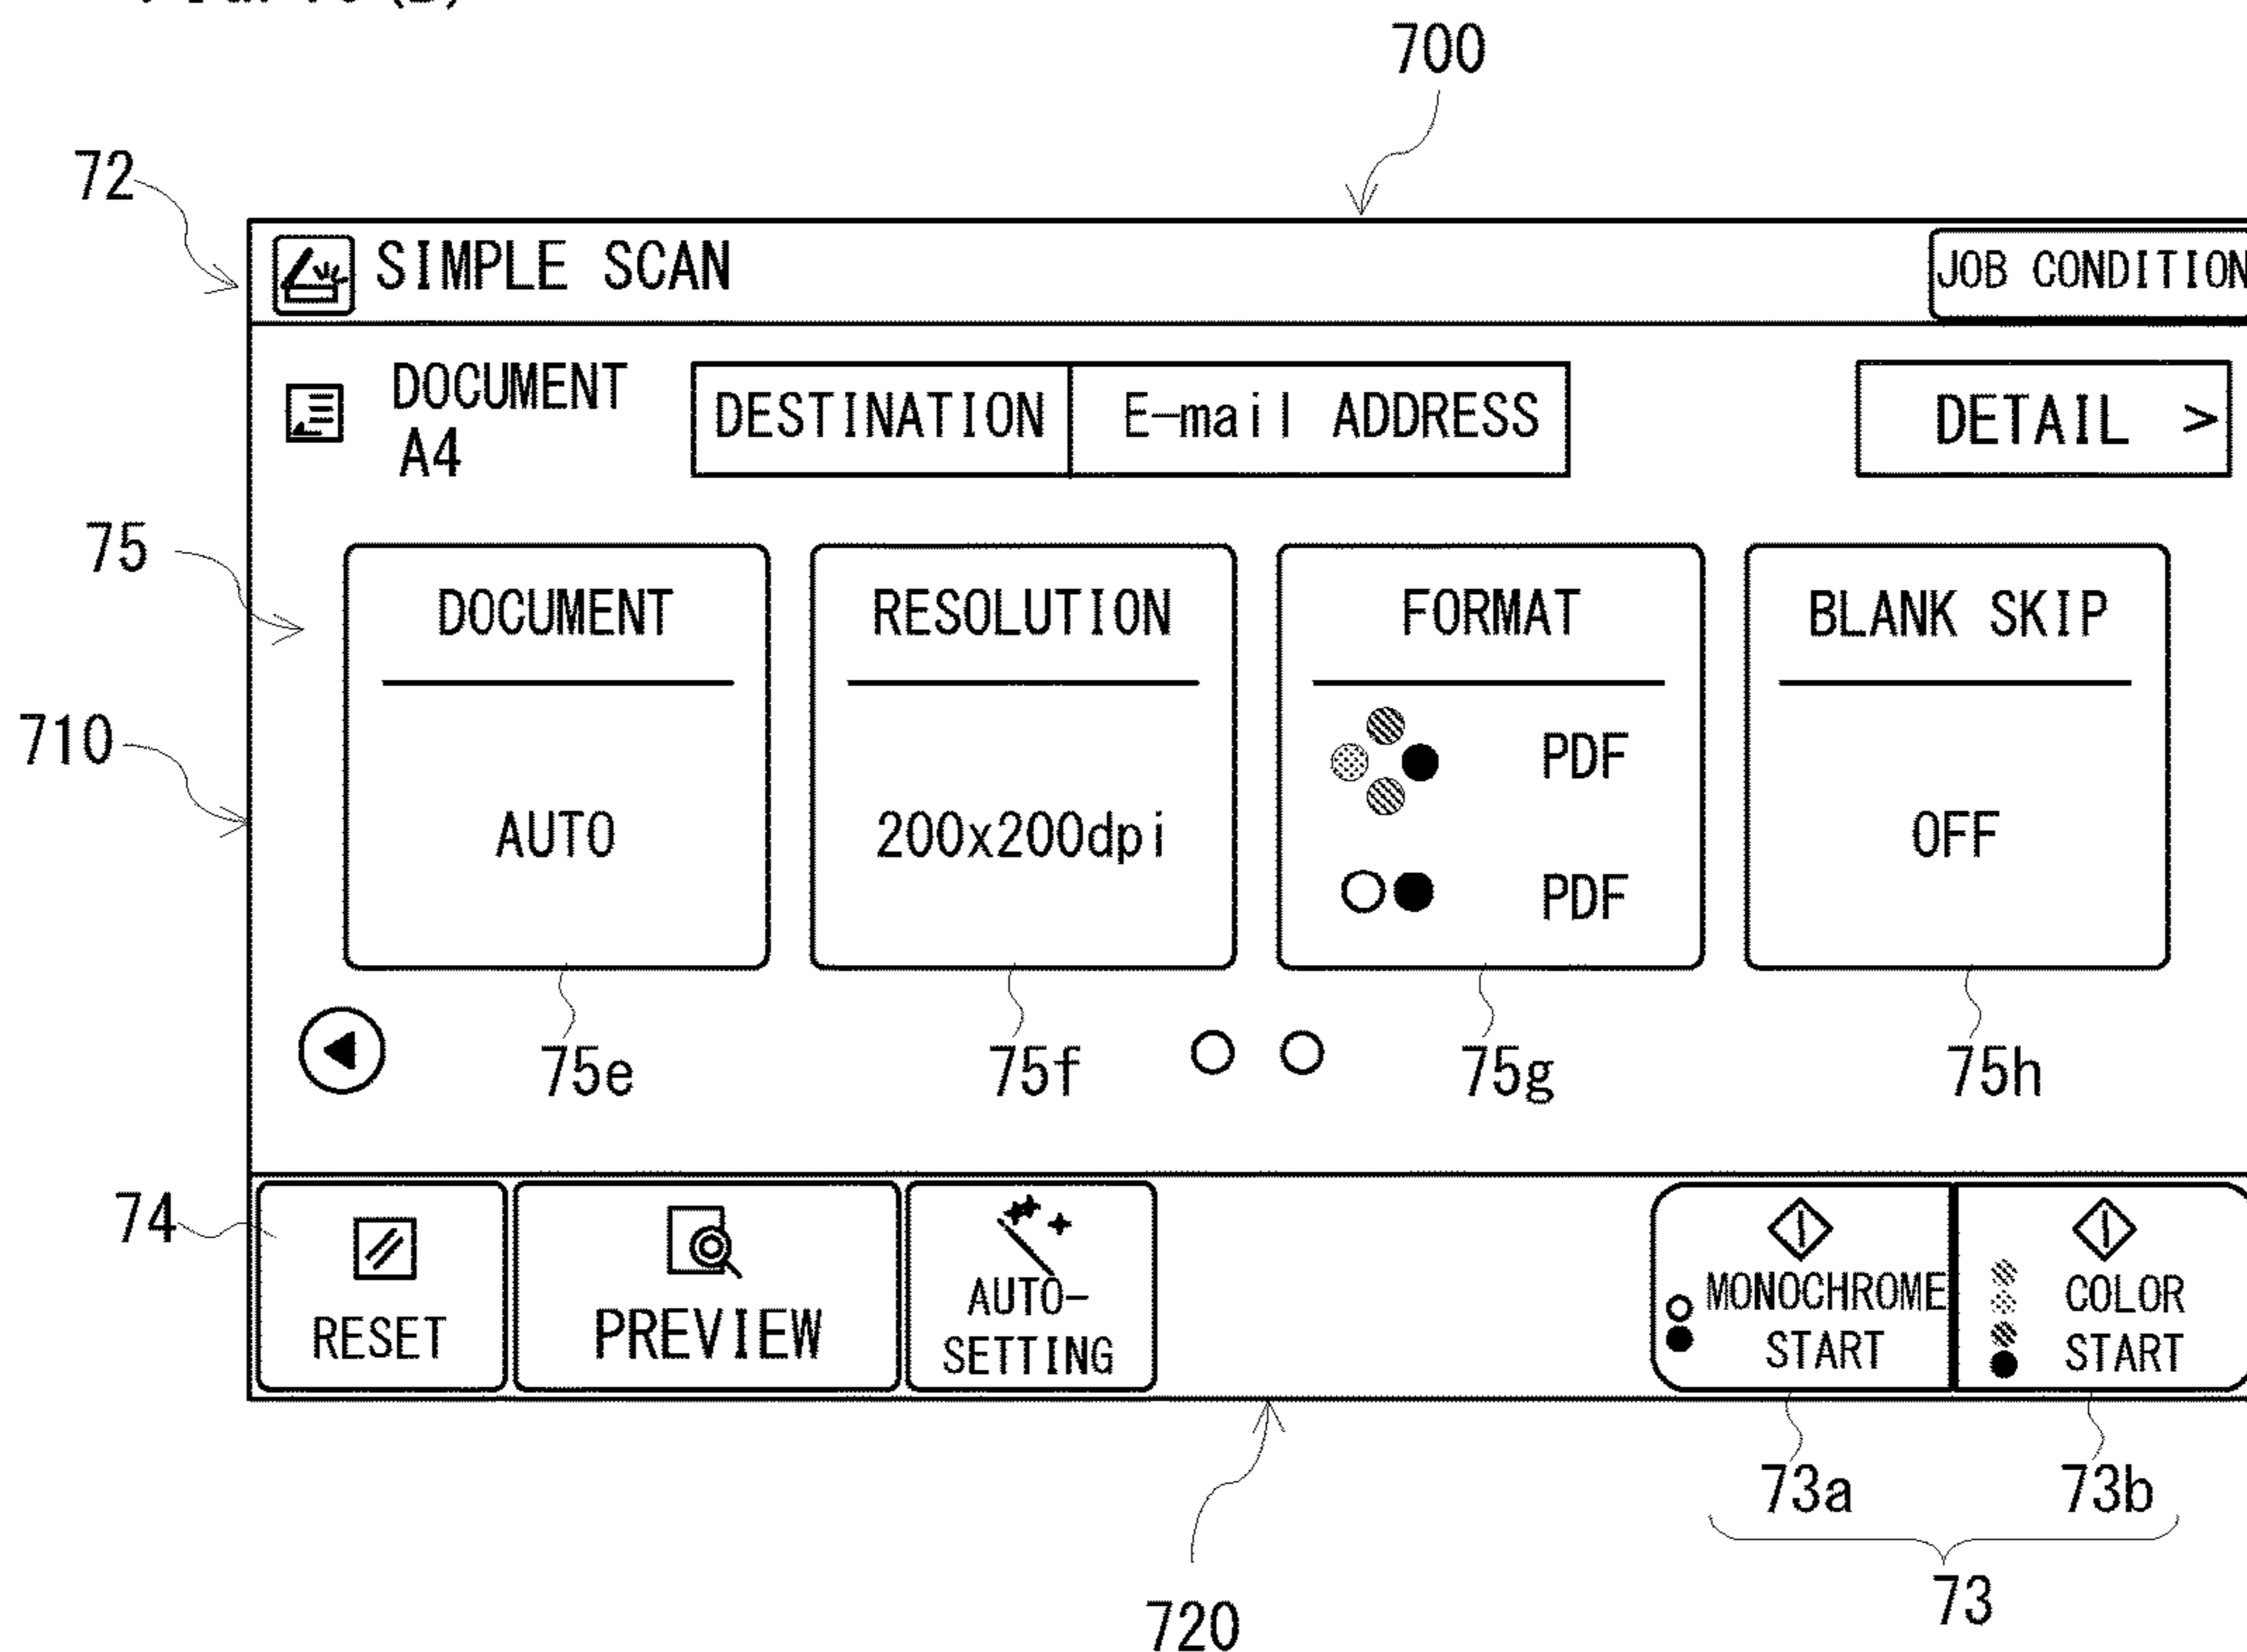 700
72
SIMPLE SCAN
JOB CONDITION
DOCUMENT
A4
DESTINATION
E-mail ADDRESS
DETAIL >
75
DOCUMENT
AUTO
RESOLUTION
200x200dpi
FORMAT
PDF
PDF
BLANK SKIP
OFF
710
75e
75f
75g
75h
74
RESET
PREVIEW
AUTO-
SETTING
MONOCHROME
START
COLOR
START
73a
73b
73
720